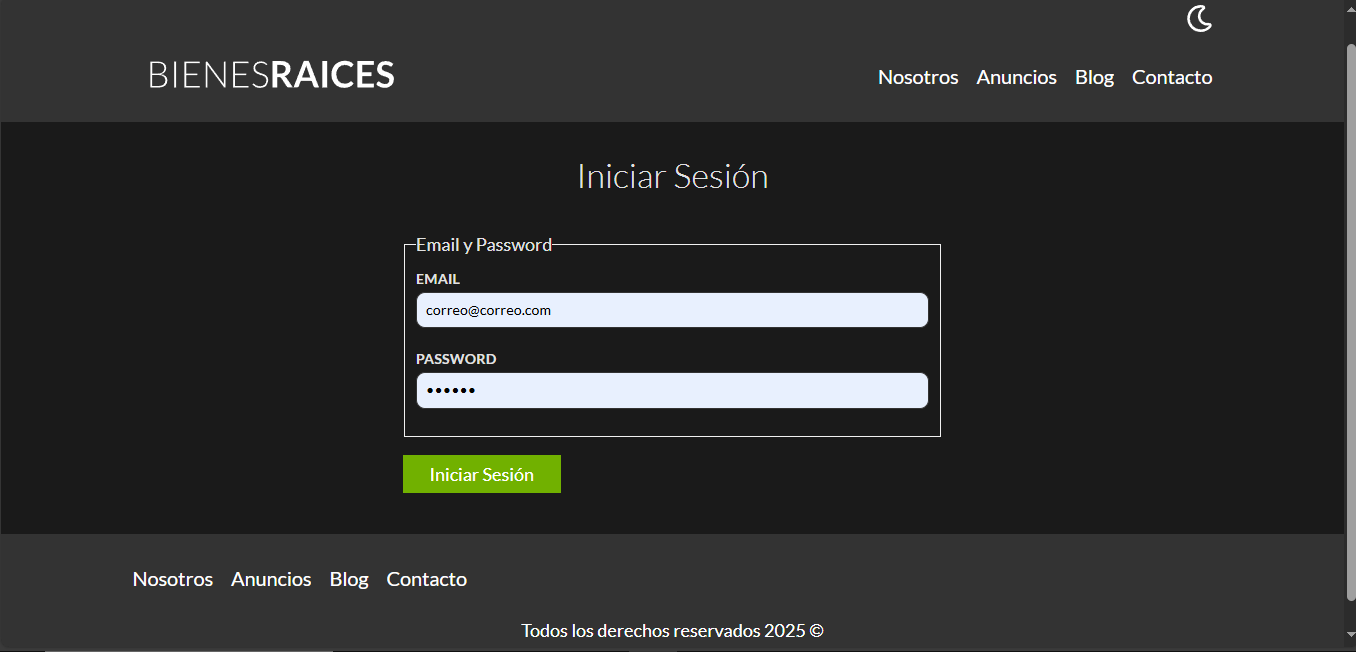 BIENESRAICES
Nosotros Anuncios Blog Contacto
Iniciar Sesión
Email y Password
EMAIL
correo@correo.com
PASSWORD
••••••
Iniciar Sesión
Nosotros Anuncios Blog Contacto
Todos los derechos reservados 2025 ©